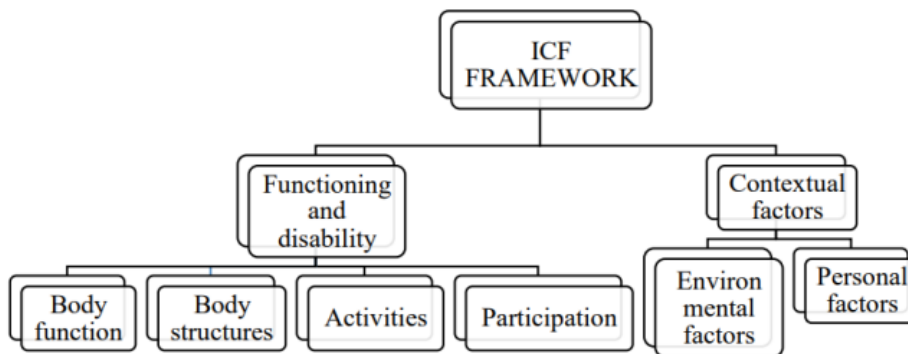 ICF
FRAMEWORK
Functioning
and
disability
Contextual
factors
Body
function
Body
structures
Activities
Participation
Environ
mental
factors
Personal
factors